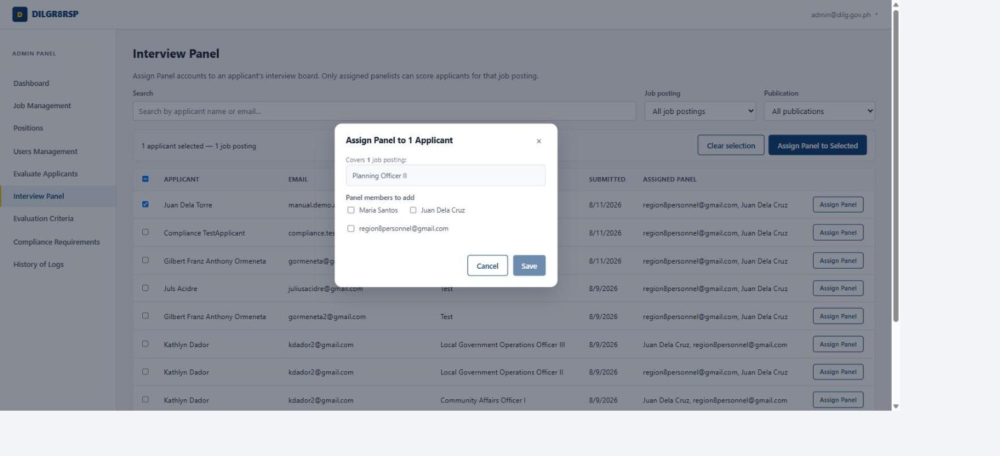 D DILGR8RSP
admin@dilg.gov.ph
ADMIN PANEL
Dashboard
Job Management
Positions
Users Management
Evaluate Applicants
Interview Panel
Evaluation Criteria
Compliance Requirements
History of Logs
Interview Panel
Assign Panel accounts to an applicant's interview board. Only assigned panelists can score applicants for that job posting.
Search Job posting Publication
Search by applicant name or email... All job postings All publications
1 applicant selected — 1 job posting Clear selection Assign Panel to Selected
Assign Panel to 1 Applicant ×
Covers 1 job posting:
Planning Officer II
Panel members to add
Maria Santos Juan Dela Cruz
region8personnel@gmail.com
Cancel Save
APPLICANT EMAIL SUBMITTED ASSIGNED PANEL
Juan Dela Torre manual.demo. 8/11/2026 region8personnel@gmail.com, Juan Dela Cruz Assign Panel
Compliance TestApplicant compliance.tes 8/11/2026 region8personnel@gmail.com, Juan Dela Cruz Assign Panel
Gilbert Franz Anthony Ormeneta gormeneta@g 8/11/2026 region8personnel@gmail.com, Juan Dela Cruz Assign Panel
Juls Acidre juliusacidre@gmail.com Test 8/9/2026 region8personnel@gmail.com, Juan Dela Cruz Assign Panel
Gilbert Franz Anthony Ormeneta gormeneta2@gmail.com Test 8/9/2026 region8personnel@gmail.com, Juan Dela Cruz Assign Panel
Kathlyn Dador kdador2@gmail.com Local Government Operations Officer III 8/9/2026 Juan Dela Cruz, region8personnel@gmail.com Assign Panel
Kathlyn Dador kdador2@gmail.com Local Government Operations Officer II 8/9/2026 region8personnel@gmail.com, Juan Dela Cruz Assign Panel
Kathlyn Dador kdador2@gmail.com Community Affairs Officer I 8/9/2026 Juan Dela Cruz, region8personnel@gmail.com Assign Panel